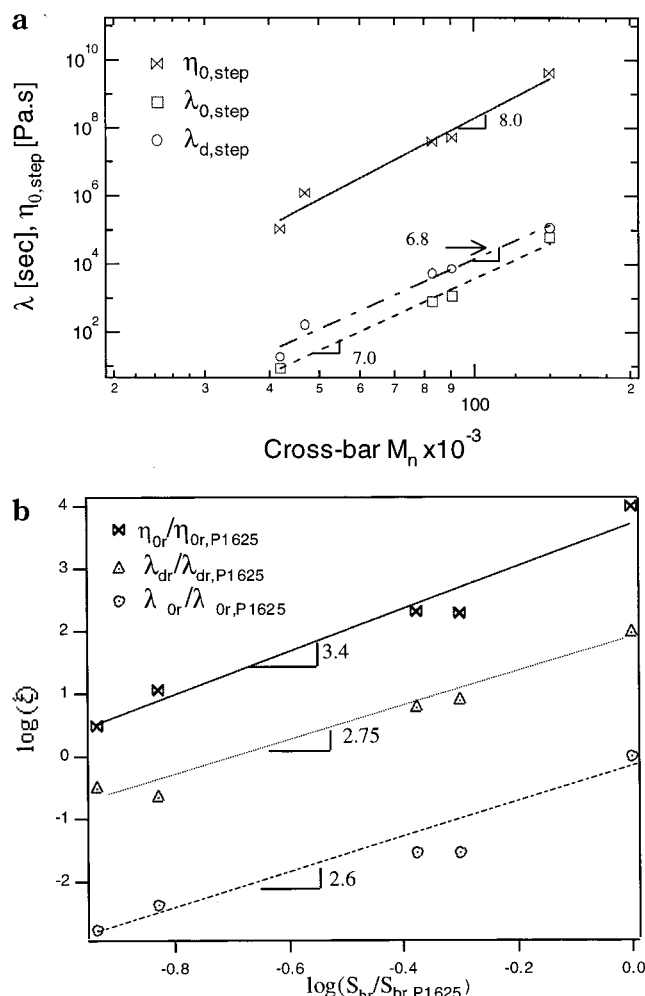 a
λ [sec], η0,step [Pa.s]
10^10
10^8
10^6
10^4
10^2
η0,step
λ0,step
λd,step
8.0
6.8
7.0
2 3 4 5 6 7 8 9 100 2
Cross-bar Mn x10^-3
b
log(ξ)
4
3
2
1
0
-1
-2
η0r/η0r,P1625
λdr/λdr,P1625
λ 0r/λ 0r,P1625
3.4
2.75
2.6
-0.8 -0.6 -0.4 -0.2 0.0
log(Sbr/Sbr,P1625)